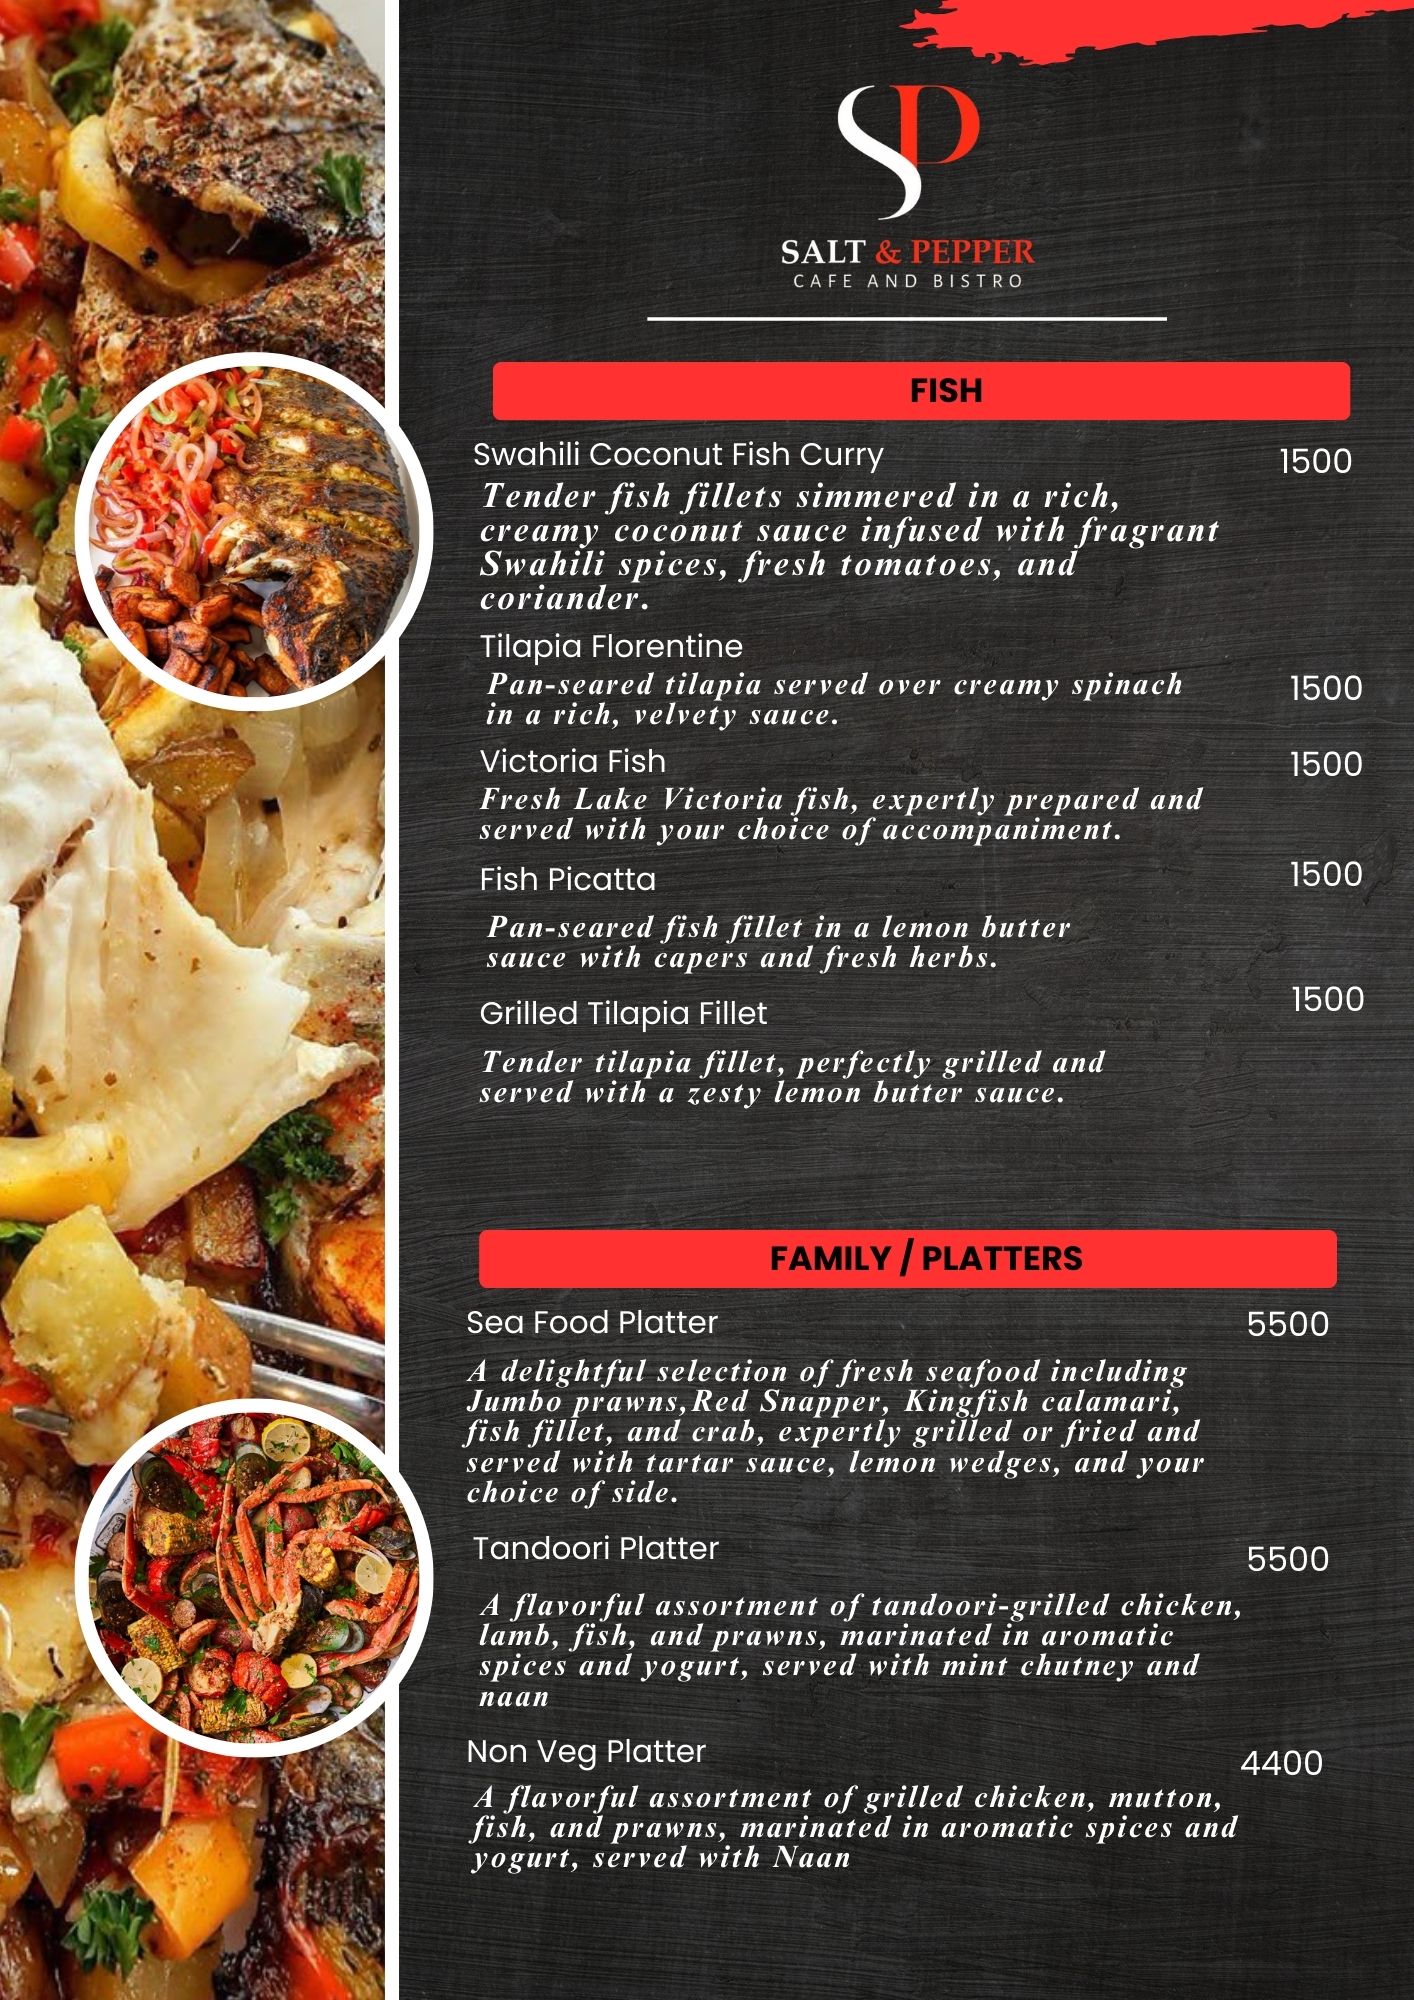 SP
SALT & PEPPER
CAFE AND BISTRO
FISH
Swahili Coconut Fish Curry 1500
Tender fish fillets simmered in a rich,
creamy coconut sauce infused with fragrant
Swahili spices, fresh tomatoes, and
coriander.
Tilapia Florentine
Pan-seared tilapia served over creamy spinach 1500
in a rich, velvety sauce.
Victoria Fish 1500
Fresh Lake Victoria fish, expertly prepared and
served with your choice of accompaniment.
Fish Picatta 1500
Pan-seared fish fillet in a lemon butter
sauce with capers and fresh herbs.
Grilled Tilapia Fillet 1500
Tender tilapia fillet, perfectly grilled and
served with a zesty lemon butter sauce.
FAMILY / PLATTERS
Sea Food Platter 5500
A delightful selection of fresh seafood including
Jumbo prawns,Red Snapper, Kingfish calamari,
fish fillet, and crab, expertly grilled or fried and
served with tartar sauce, lemon wedges, and your
choice of side.
Tandoori Platter 5500
A flavorful assortment of tandoori-grilled chicken,
lamb, fish, and prawns, marinated in aromatic
spices and yogurt, served with mint chutney and
naan
Non Veg Platter 4400
A flavorful assortment of grilled chicken, mutton,
fish, and prawns, marinated in aromatic spices and
yogurt, served with Naan